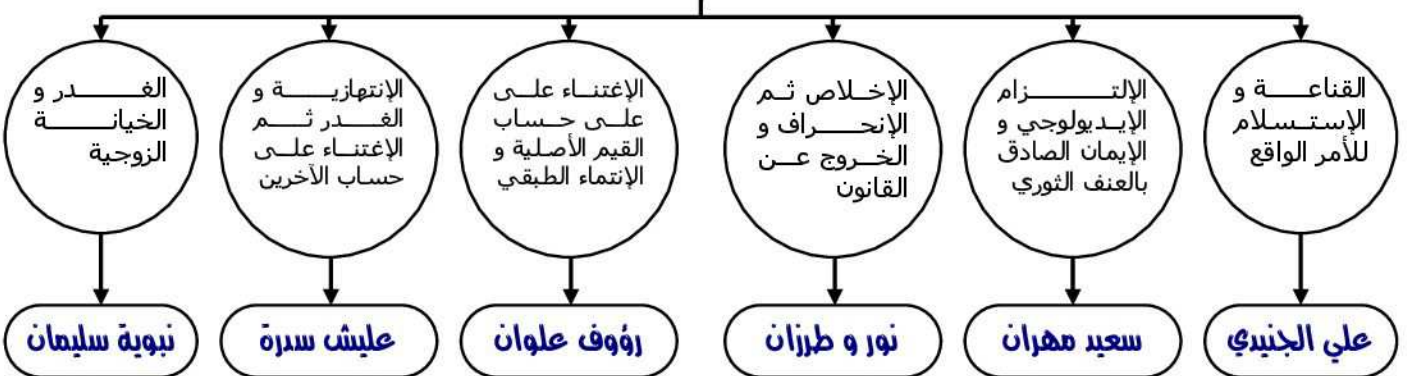 القناعة و
الإستسلام
للأمر الواقع
الإلتزام
الإيديولوجي و
الإيمان الصادق
بالعنف الثوري
الإخلاص ثم
الإنحراف و
الخروج عن
القانون
الإغتناء على
على حساب
القيم الأصلية و
الإنتماء الطبقي
الإنتهازية و
الغدر ثم
الإغتناء على
حساب الآخرين
الغدر و
الخيانة
الزوجية
علي الجنيدي
سعيد مهران
نور و طرزان
رؤوف علوان
عليش سدرة
نبوية سليمان